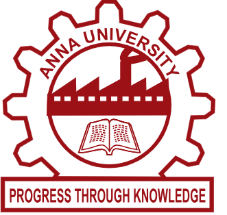 ANNA UNIVERSITY
PROGRESS THROUGH KNOWLEDGE